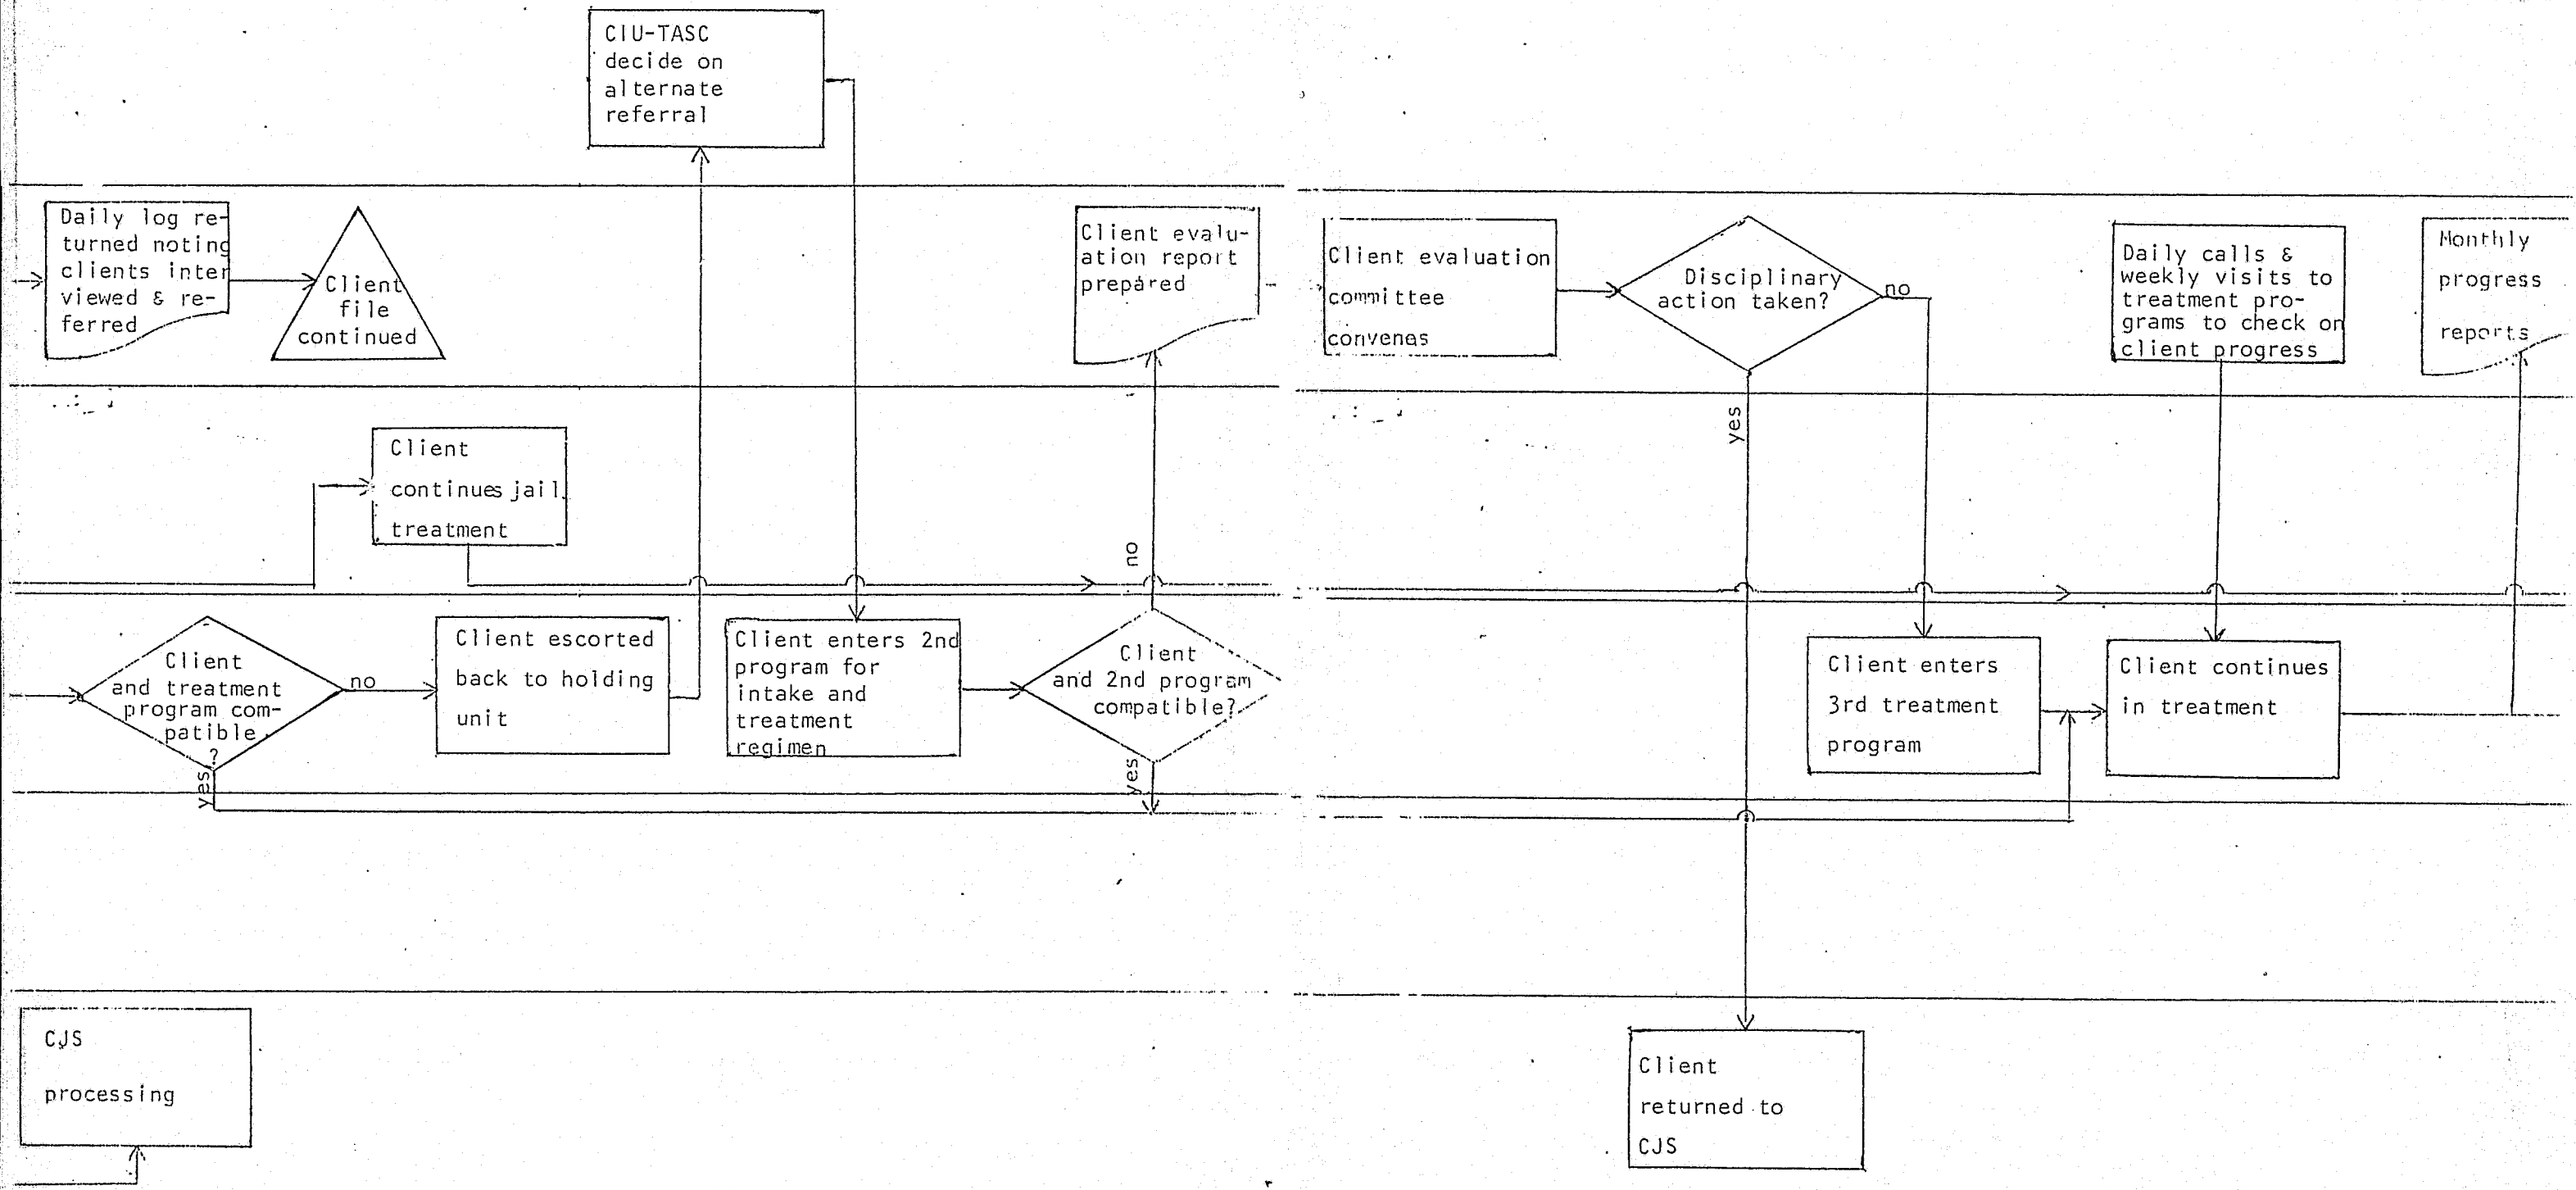 CIU-TASC
decide on
alternate
referral
Daily log re-
turned noting
clients inter
viewed & re-
ferred
Client
file
continued
Client evalu-
ation report
prepared
Client evaluation
committee
convenes
Disciplinary
action taken?
no
yes
Daily calls &
weekly visits to
treatment pro-
grams to check on
client progress
Monthly
progress
reports
Client
continues jail
treatment
Client
and treatment
program com-
patible
?
no
yes
Client escorted
back to holding
unit
Client enters 2nd
program for
intake and
treatment
regimen
Client
and 2nd program
compatible?
no
yes
Client enters
3rd treatment
program
Client continues
in treatment
CJS
processing
Client
returned to
CJS